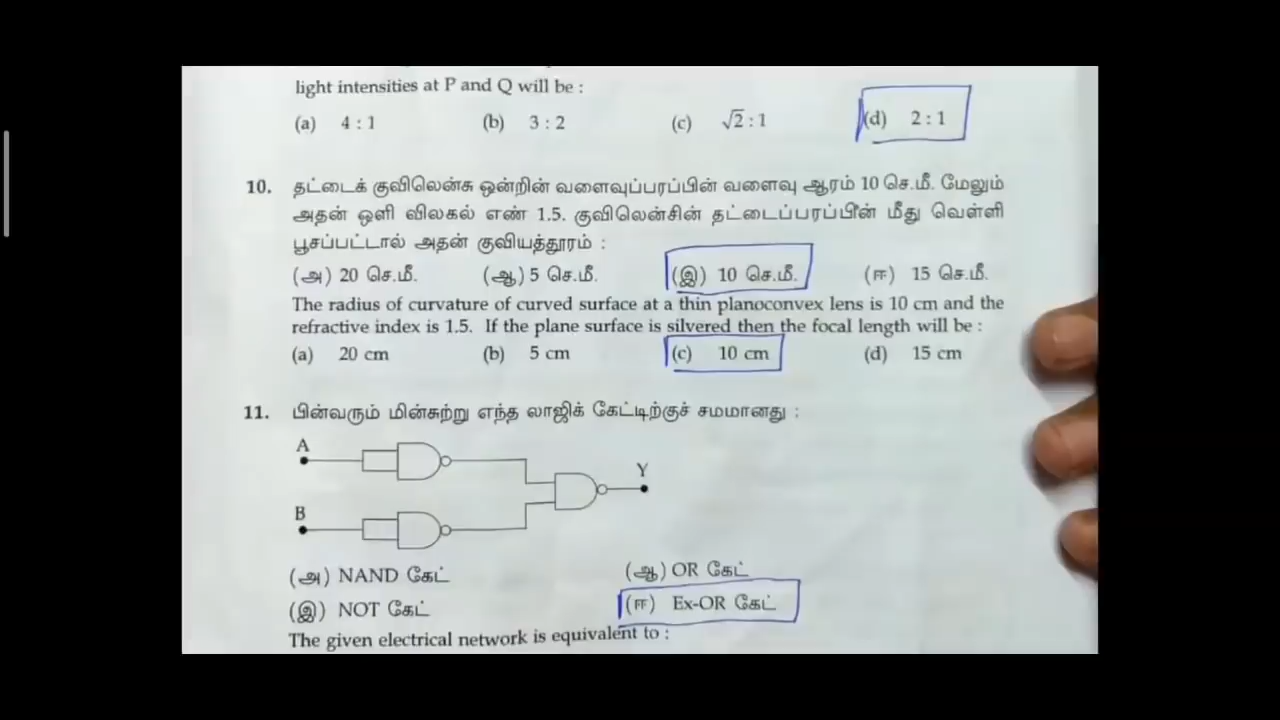 light intensities at P and Q will be :
(a) 4 : 1 (b) 3 : 2 (c) √2 : 1 (d) 2 : 1
10. தட்டைக் குவிலென்சு ஒன்றின் வளைவுப்பரப்பின் வளைவு ஆரம் 10 செ.மீ. மேலும்
அதன் ஒளி விலகல் எண் 1.5. குவிலென்சின் தட்டைப்பரப்பின் மீது வெள்ளி
பூசப்பட்டால் அதன் குவியத்தூரம் :
(அ) 20 செ.மீ. (ஆ) 5 செ.மீ. (இ) 10 செ.மீ. (ஈ) 15 செ.மீ.
The radius of curvature of curved surface at a thin planoconvex lens is 10 cm and the
refractive index is 1.5. If the plane surface is silvered then the focal length will be :
(a) 20 cm (b) 5 cm (c) 10 cm (d) 15 cm
11. பின்வரும் மின்சுற்று எந்த லாஜிக் கேட்டிற்குச் சமமானது :
A
Y
B
(அ) NAND கேட் (ஆ) OR கேட்
(இ) NOT கேட் (ஈ) Ex-OR கேட்
The given electrical network is equivalent to :